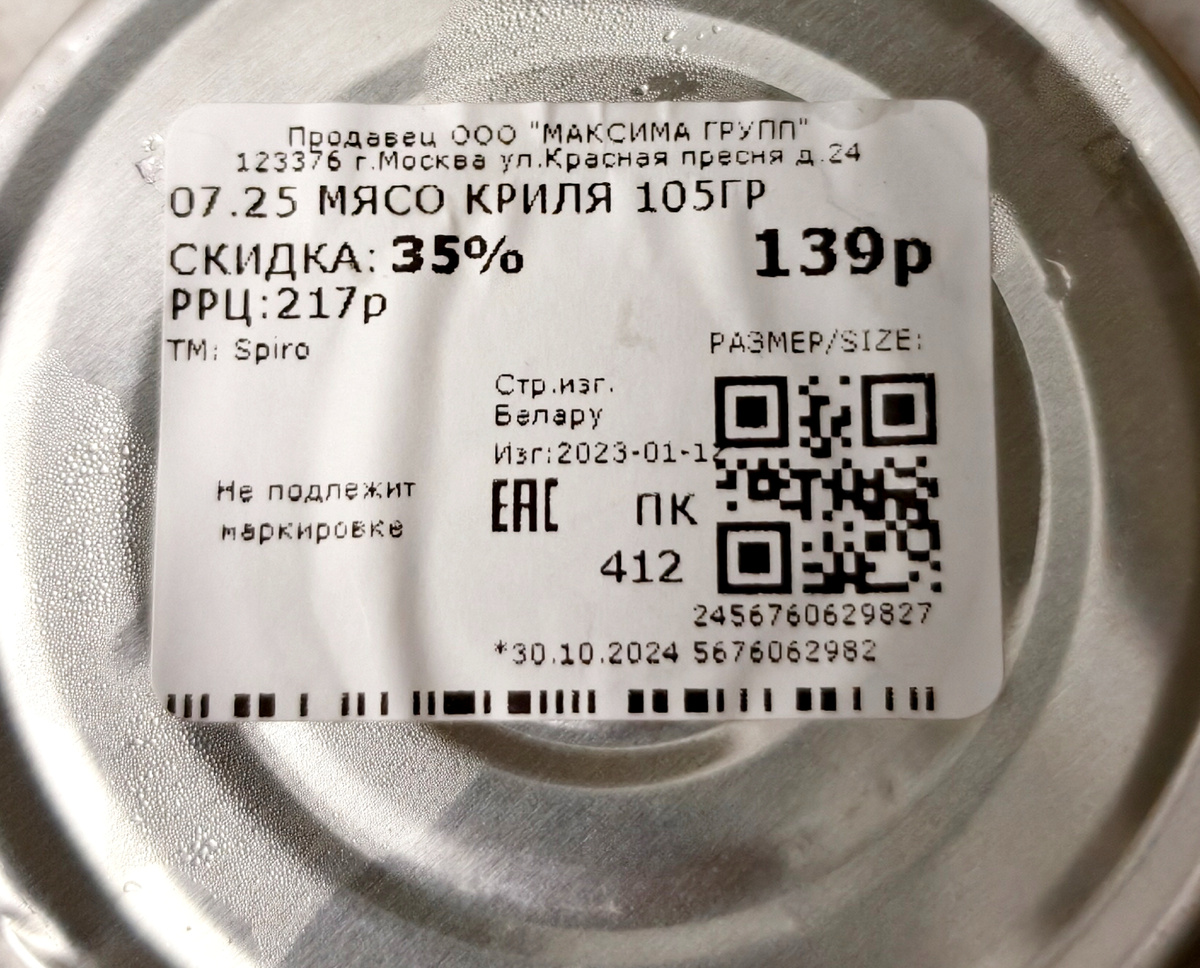 Продавец ООО "МАКСИМА ГРУПП"
123376 г.Москва ул.Красная пресня д.24
07.25 МЯСО КРИЛЯ 105ГР
СКИДКА: 35% 139р
РРЦ:217р
ТМ: Spiro
РАЗМЕР/SIZE:
Стр.изг.
Белару
Изг:2023-01-12
Не подлежит
маркировке
ЕАС ПК
412
2456760629827
*30.10.2024 5676062982